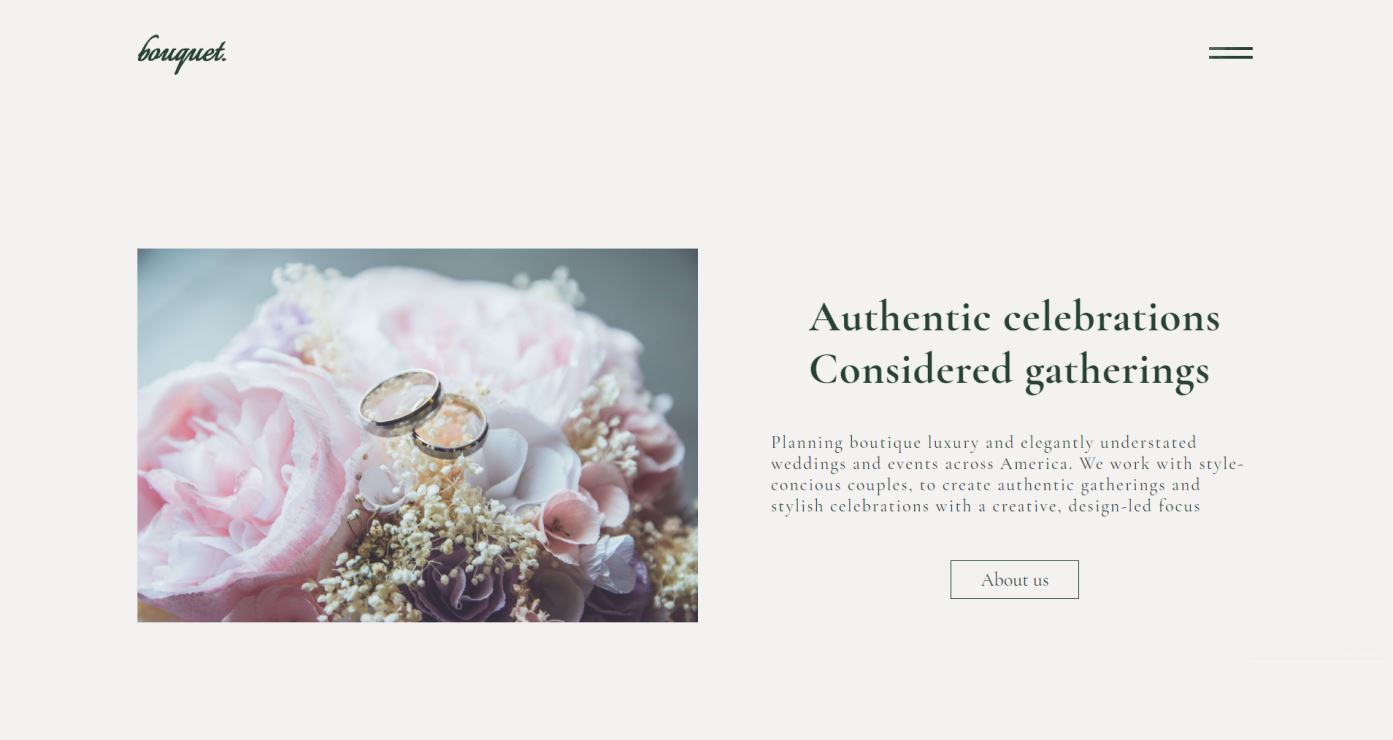 bouquet.
Authentic celebrations
Considered gatherings
Planning boutique luxury and elegantly understated
weddings and events across America. We work with style-
concious couples, to create authentic gatherings and
stylish celebrations with a creative, design-led focus
About us